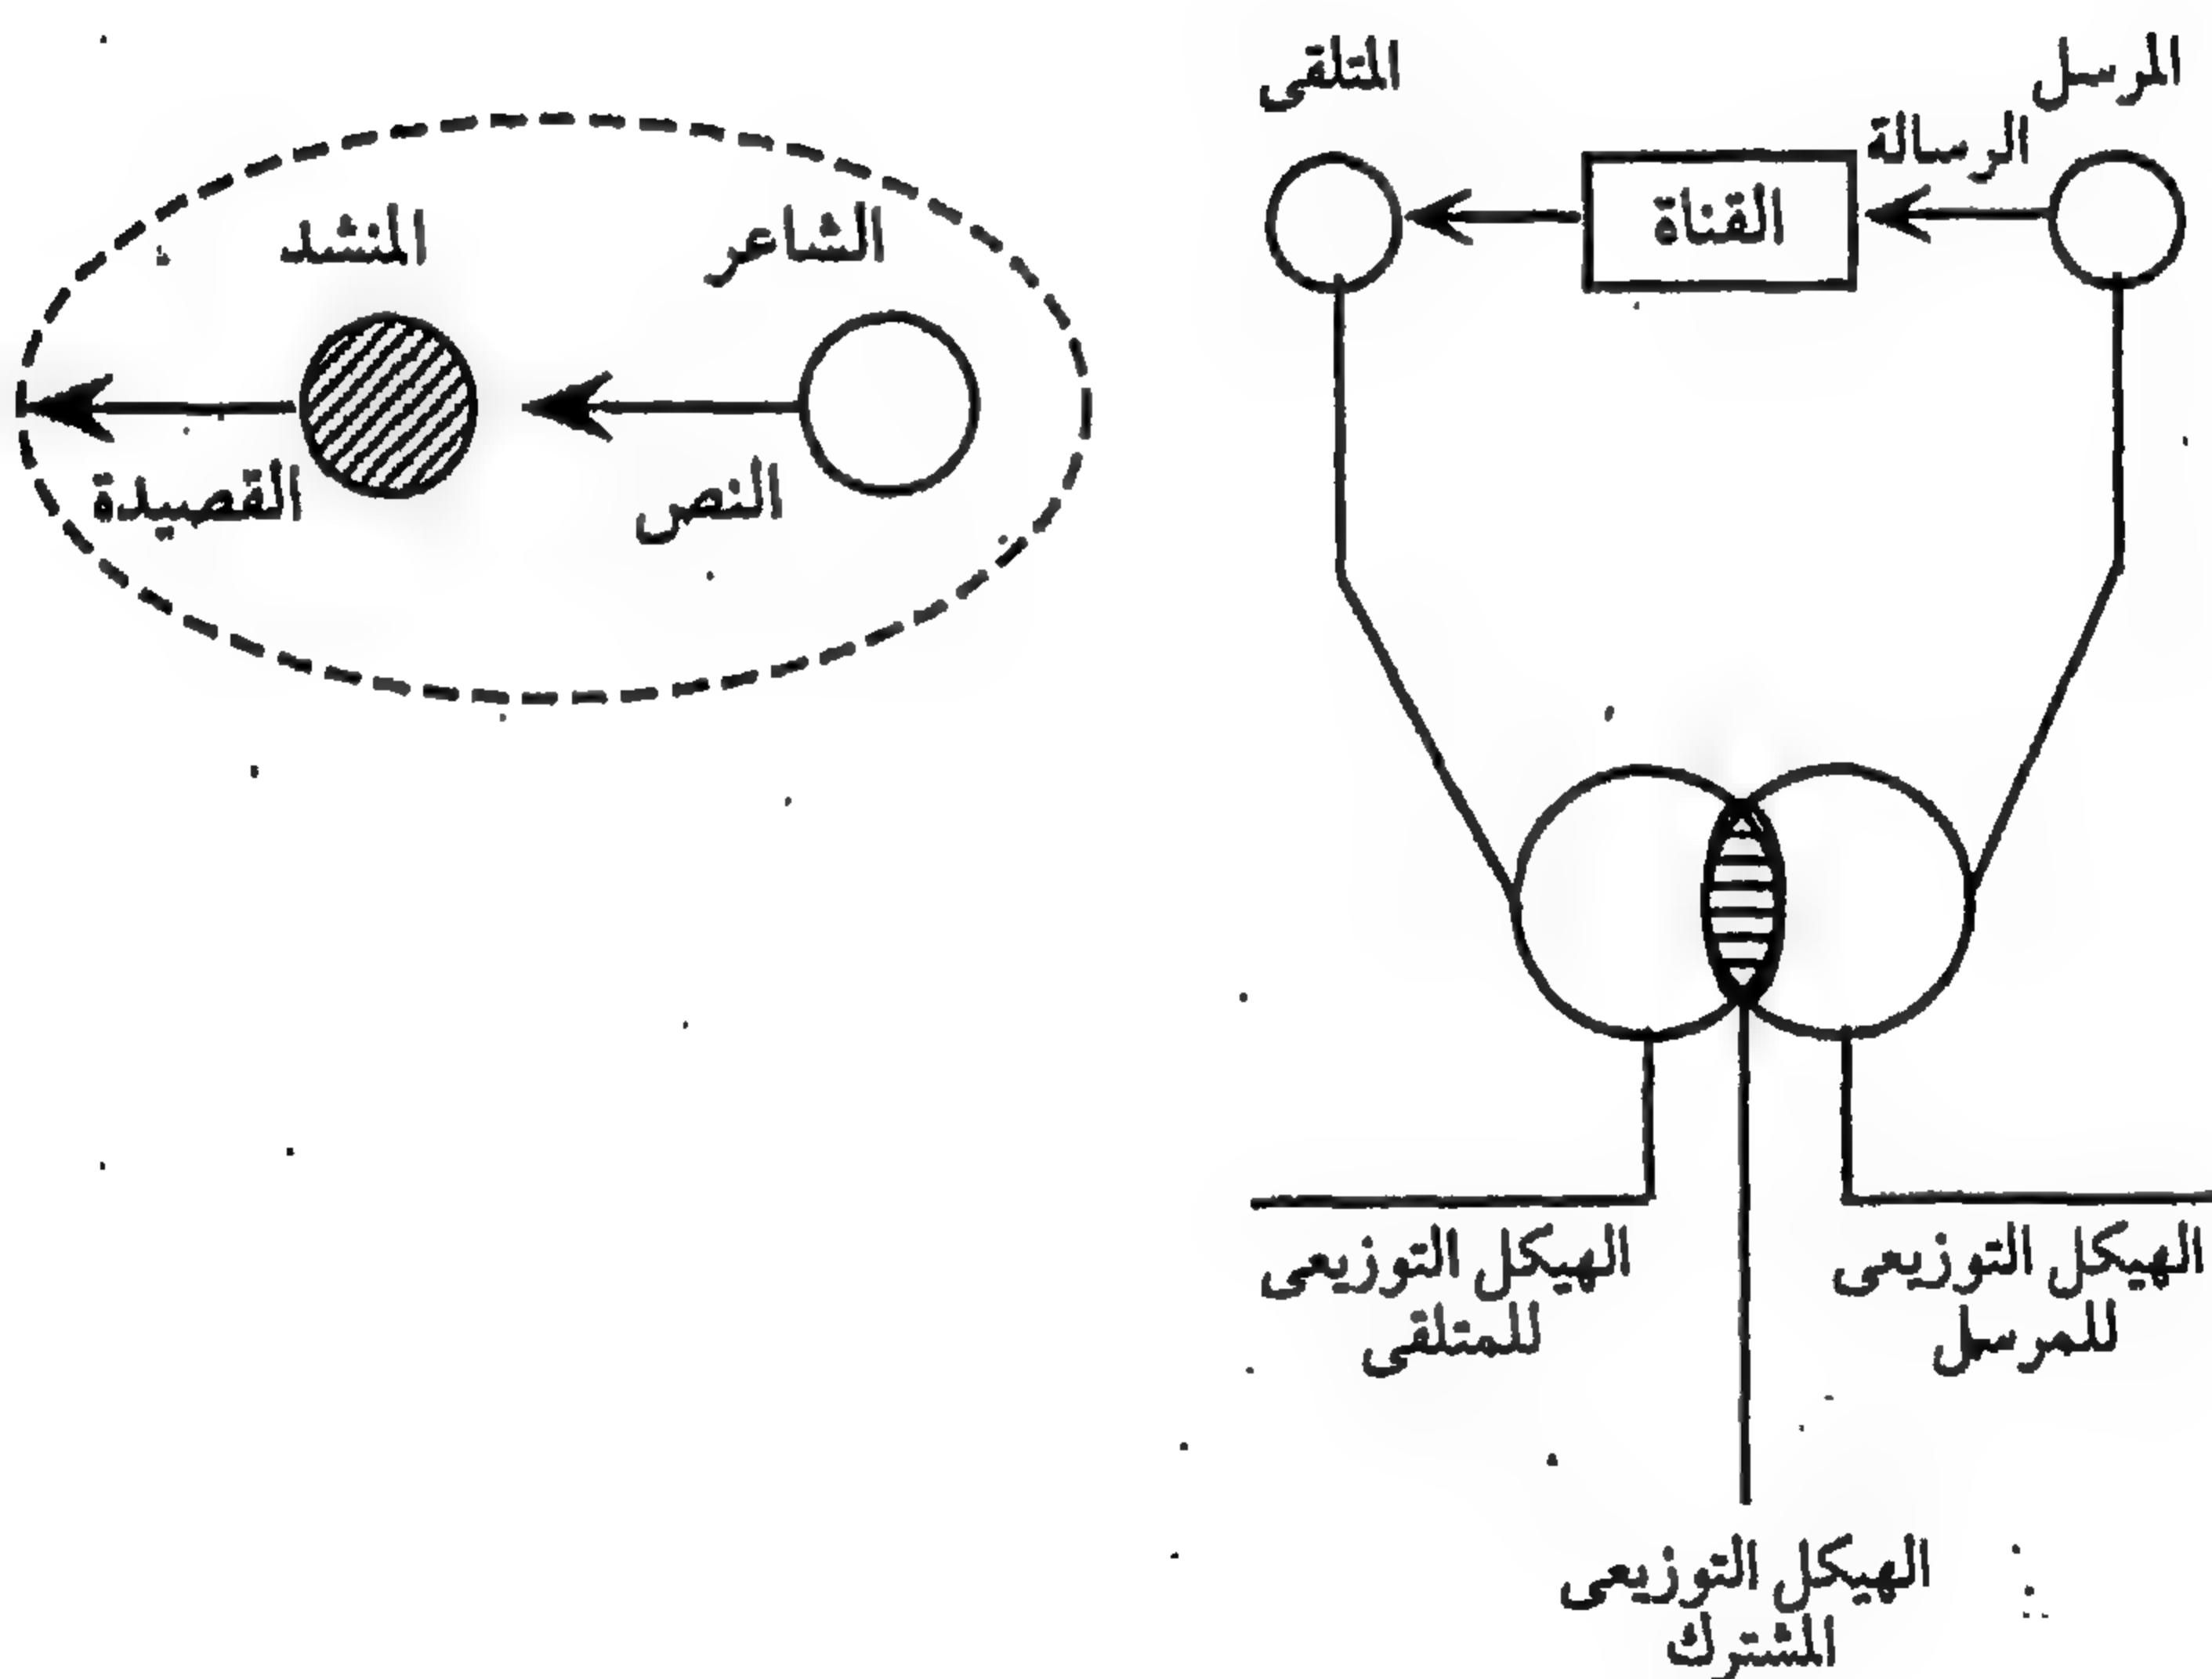 المرسل
المتلقى
الرسالة
القناة
الهيكل التوزيعى
للمرسل
الهيكل التوزيعى
للمتلقى
الهيكل التوزيعى
المشترك
الشاعر
المنشد
النص
القصيدة